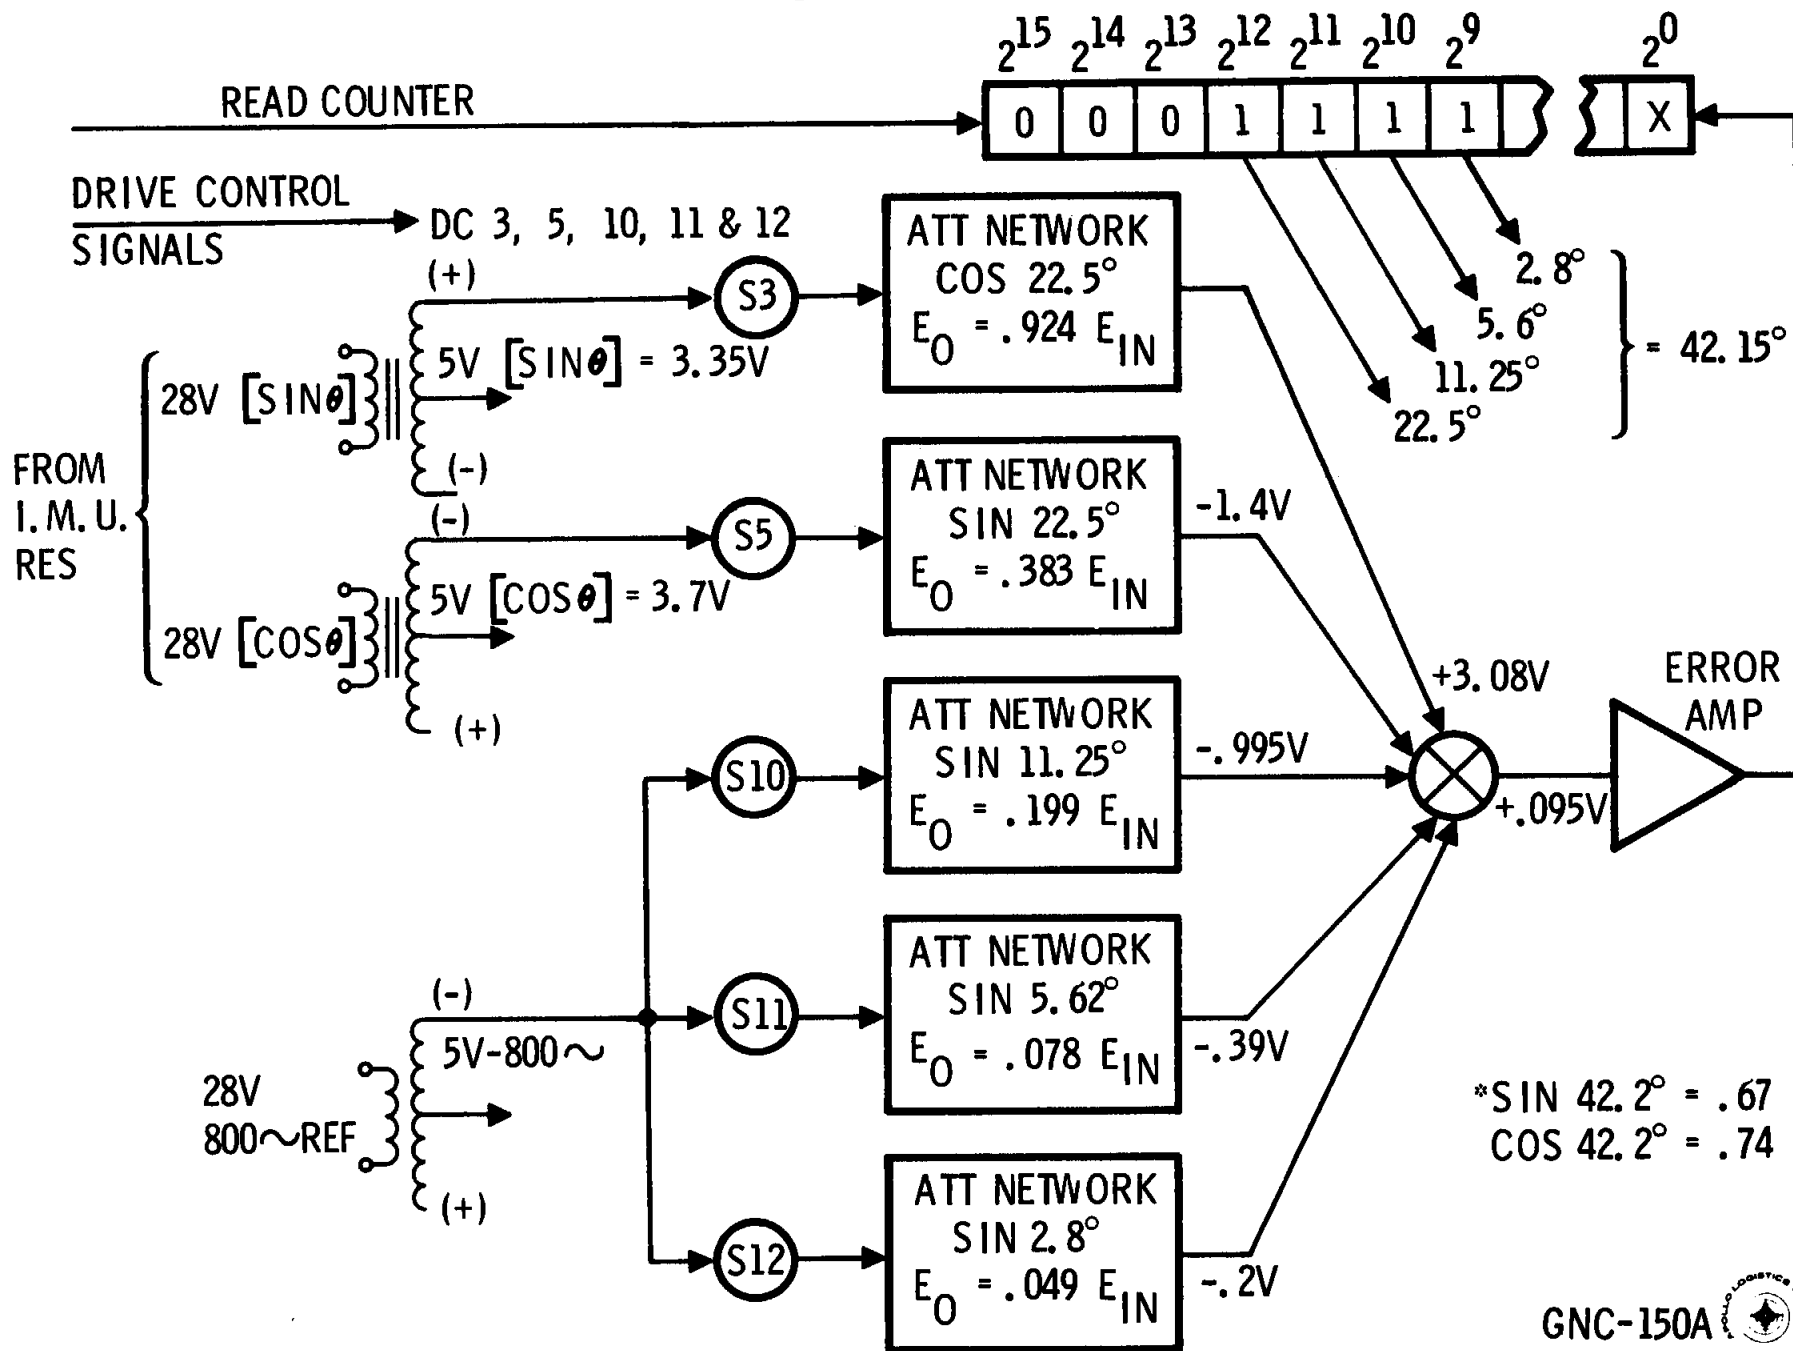 2^15 2^14 2^13 2^12 2^11 2^10 2^9 2^0
READ COUNTER
0 0 0 1 1 1 1 X
DRIVE CONTROL
SIGNALS
DC 3, 5, 10, 11 & 12
2.8°
5.6°
11.25°
22.5°
= 42.15°
FROM
I.M.U.
RES
28V [SINθ]
(+)
5V [SINθ] = 3.35V
(-)
S3
ATT NETWORK
COS 22.5°
E_O = .924 E_IN
+3.08V
28V [COSθ]
(-)
5V [COSθ] = 3.7V
(+)
S5
ATT NETWORK
SIN 22.5°
E_O = .383 E_IN
-1.4V
S10
ATT NETWORK
SIN 11.25°
E_O = .199 E_IN
-.995V
+.095V
ERROR
AMP
28V
800~REF
(-)
5V-800~
(+)
S11
ATT NETWORK
SIN 5.62°
E_O = .078 E_IN
-.39V
S12
ATT NETWORK
SIN 2.8°
E_O = .049 E_IN
-.2V
*SIN 42.2° = .67
COS 42.2° = .74
GNC-150A
APOLLO LOGISTICS